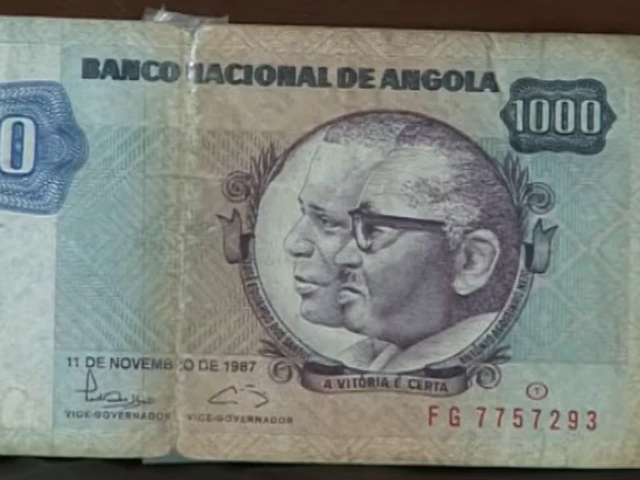 BANCO NACIONAL DE ANGOLA
1000
0
11 DE NOVEMBRO DE 1987
VICE-GOVERNADOR VICE-GOVERNADOR
A VITÓRIA É CERTA
1
FG 7757293